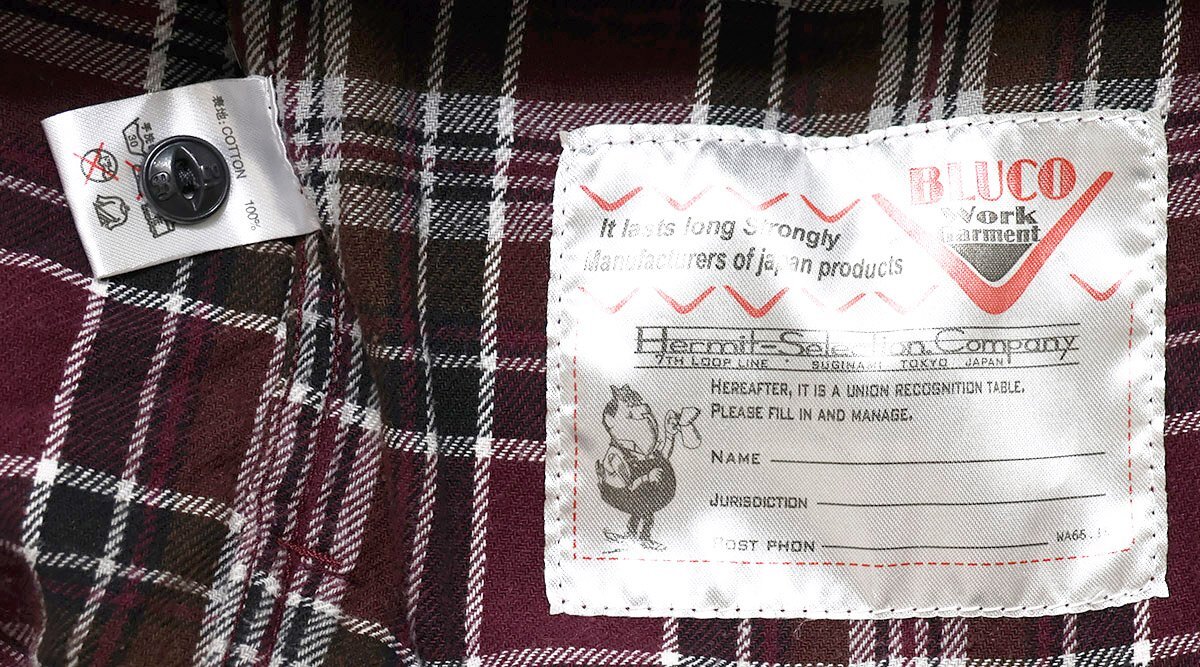 表地:COTTON 100%
30
BLUCO
Work
Garment
It lasts long Strongly
Manufacturers of japan products
Hermit-Selection.Company
7TH LOOP LINE · SUGINAMI TOKYO JAPAN
HEREAFTER, IT IS A UNION RECOGNITION TABLE.
PLEASE FILL IN AND MANAGE.
NAME
JURISDICTION
POST PHON